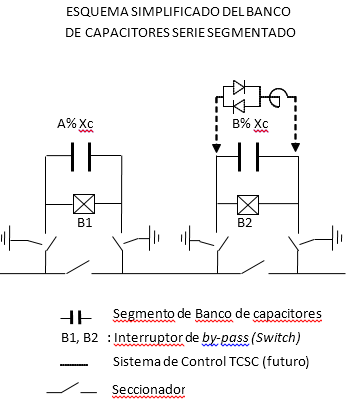 ESQUEMA SIMPLIFICADO DEL BANCO
DE CAPACITORES SERIE SEGMENTADO
A% Xc
B% Xc
B1
B2
Segmento de Banco de capacitores
B1, B2 : Interruptor de by-pass (Switch)
Sistema de Control TCSC (futuro)
Seccionador